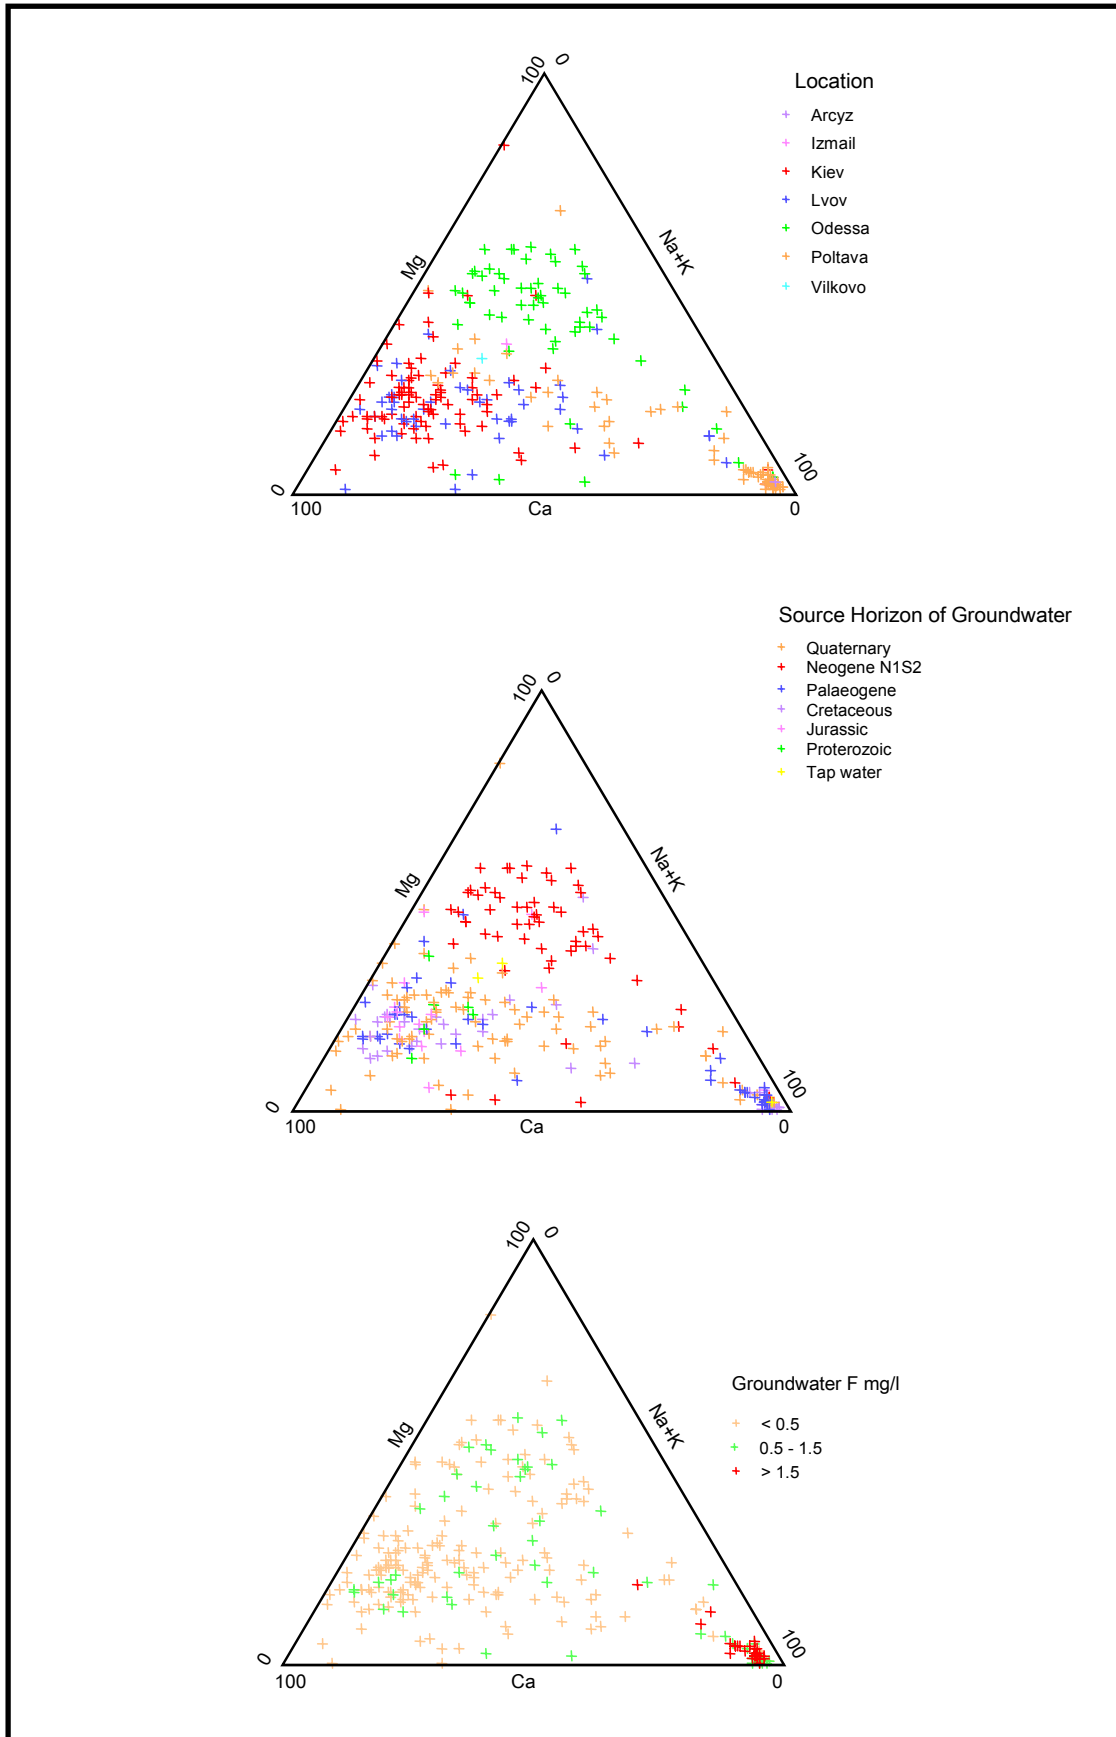 Location
100
0
Arcyz
Izmail
Kiev
Lvov
Odessa
Poltava
Vilkovo
Mg
Na+K
0
100
100
Ca
0
Source Horizon of Groundwater
Quaternary
Neogene N1S2
Palaeogene
Cretaceous
Jurassic
Proterozoic
Tap water
100
0
Mg
Na+K
0
100
100
Ca
0
100
0
Groundwater F mg/l
< 0.5
0.5 - 1.5
> 1.5
Mg
Na+K
0
100
100
Ca
0